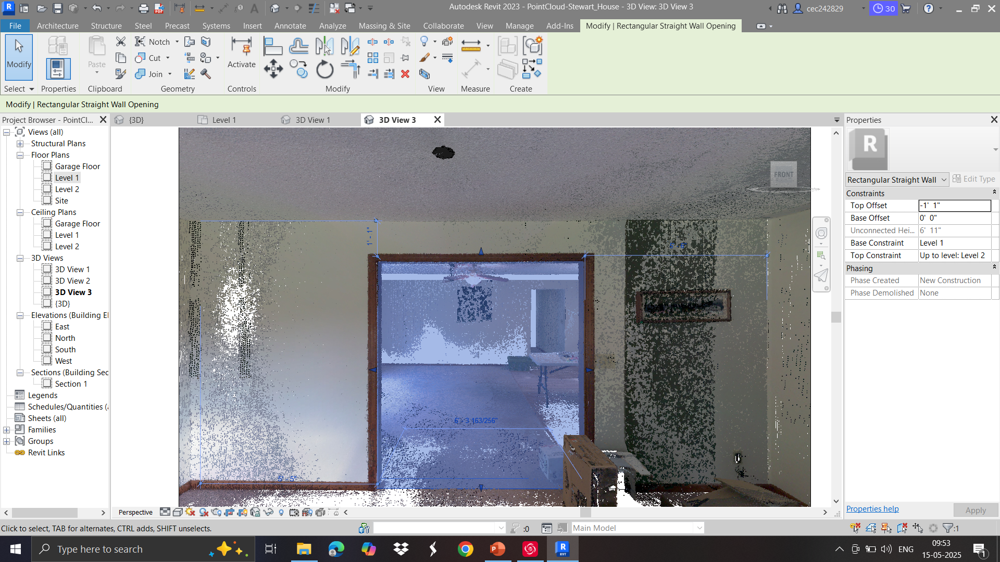 Autodesk Revit 2023 - PointCloud-Stewart_House - 3D View: 3D View 3
cec242829
30
File
Architecture
Structure
Steel
Precast
Systems
Insert
Annotate
Analyze
Massing & Site
Collaborate
View
Manage
Add-Ins
Modify | Rectangular Straight Wall Opening
Modify
Paste
Notch
Cut
Join
Activate
Select
Properties
Clipboard
Geometry
Controls
Modify
View
Measure
Create
Modify | Rectangular Straight Wall Opening
Project Browser - PointCl...
{3D}
Level 1
3D View 1
3D View 3
Properties
Views (all)
Structural Plans
Floor Plans
Garage Floor
Level 1
Level 2
Site
Ceiling Plans
Garage Floor
Level 1
Level 2
3D Views
3D View 1
3D View 2
3D View 3
{3D}
Elevations (Building El
East
North
South
West
Sections (Building Sec
Section 1
Legends
Schedules/Quantities (
Sheets (all)
Families
Groups
Revit Links
FRONT
1' - 1"
6' - 3 163/256"
5' - 5"
R
Rectangular Straight Wall
Edit Type
Constraints
Top Offset
-1' 1"
Base Offset
0' 0"
Unconnected Hei...
6' 11"
Base Constraint
Level 1
Top Constraint
Up to level: Level 2
Phasing
Phase Created
New Construction
Phase Demolished
None
Properties help
Apply
Perspective
Click to select, TAB for alternates, CTRL adds, SHIFT unselects.
:0
Main Model
:1
Type here to search
ENG
09:53
15-05-2025
1